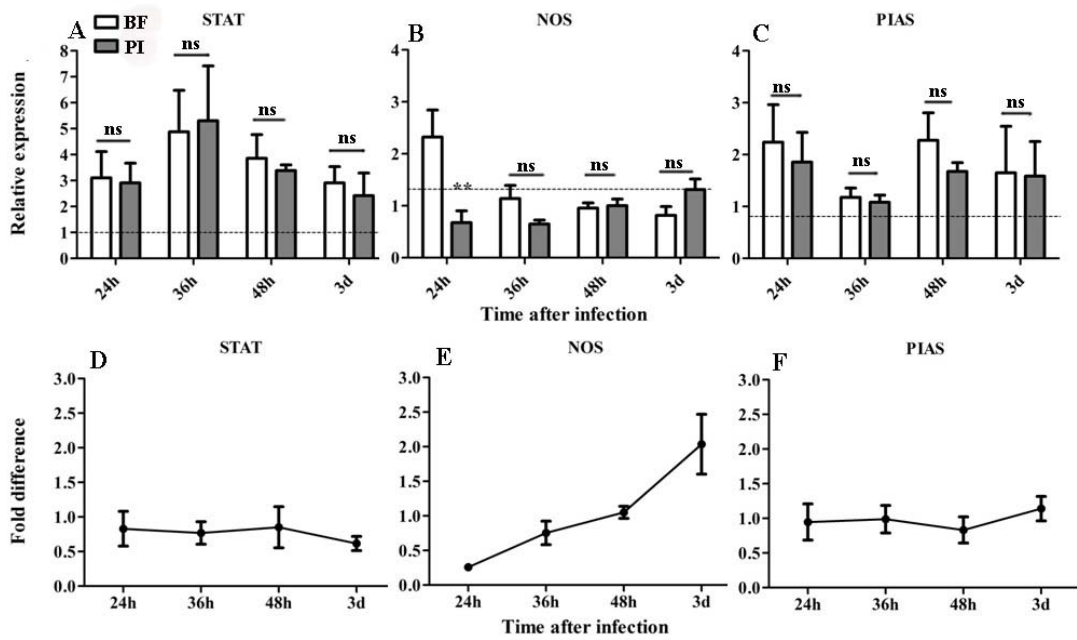 A STAT
BF
PI
Relative expression
8
7
6
5
4
3
2
1
0
ns
ns
ns
ns
24h
36h
48h
3d
B NOS
4
3
2
1
0
**
ns
ns
ns
24h
36h
48h
3d
Time after infection
C PIAS
4
3
2
1
0
ns
ns
ns
ns
24h
36h
48h
3d
D STAT
Fold difference
3.0
2.5
2.0
1.5
1.0
0.5
0.0
24h 36h 48h 3d
E NOS
3.0
2.5
2.0
1.5
1.0
0.5
0.0
24h 36h 48h 3d
Time after infection
F PIAS
3.0
2.5
2.0
1.5
1.0
0.5
0.0
24h 36h 48h 3d